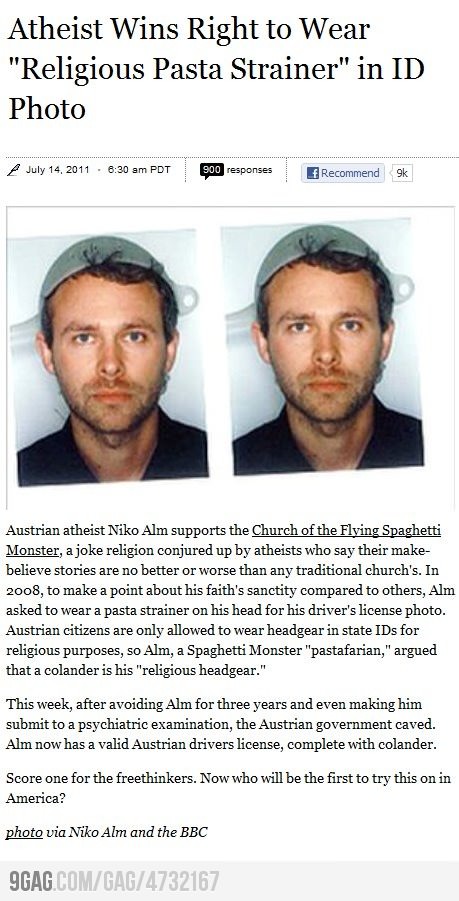 Atheist Wins Right to Wear
"Religious Pasta Strainer" in ID
Photo
July 14, 2011 · 6:30 am PDT 900 responses Recommend 9k
Austrian atheist Niko Alm supports the Church of the Flying Spaghetti
Monster, a joke religion conjured up by atheists who say their make-
believe stories are no better or worse than any traditional church's. In
2008, to make a point about his faith's sanctity compared to others, Alm
asked to wear a pasta strainer on his head for his driver's license photo.
Austrian citizens are only allowed to wear headgear in state IDs for
religious purposes, so Alm, a Spaghetti Monster "pastafarian," argued
that a colander is his "religious headgear."
This week, after avoiding Alm for three years and even making him
submit to a psychiatric examination, the Austrian government caved.
Alm now has a valid Austrian drivers license, complete with colander.
Score one for the freethinkers. Now who will be the first to try this on in
America?
photo via Niko Alm and the BBC
9GAG.COM/GAG/4732167